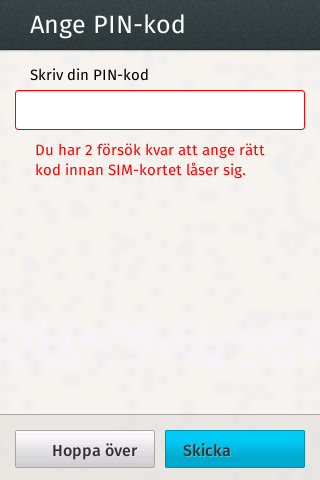 Ange PIN-kod
Skriv din PIN-kod
Du har 2 försök kvar att ange rätt
kod innan SIM-kortet låser sig.
Hoppa över
Skicka